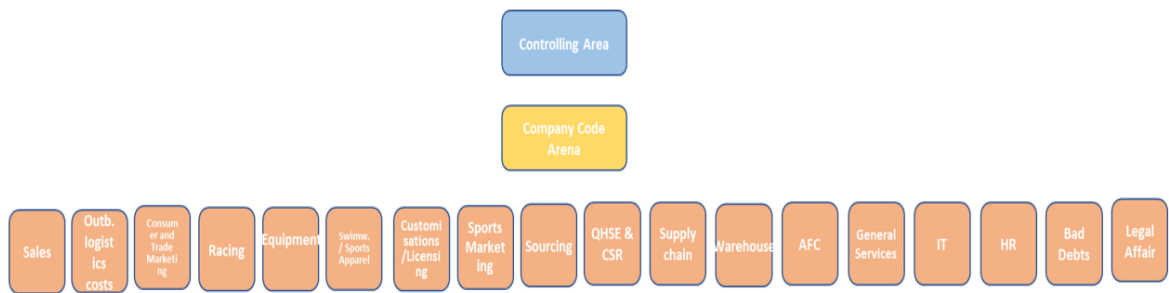 Controlling Area
Company Code
Arena
Sales
Outb.
logist
ics
costs
Consum
er and
Trade
Marketi
ng
Racing
Equipment
Swimw.
/ Sports
Apparel
Customi
sations
/Licensi
ng
Sports
Market
ing
Sourcing
QHSE &
CSR
Supply
chain
Warehouse
AFC
General
Services
IT
HR
Bad
Debts
Legal
Affair